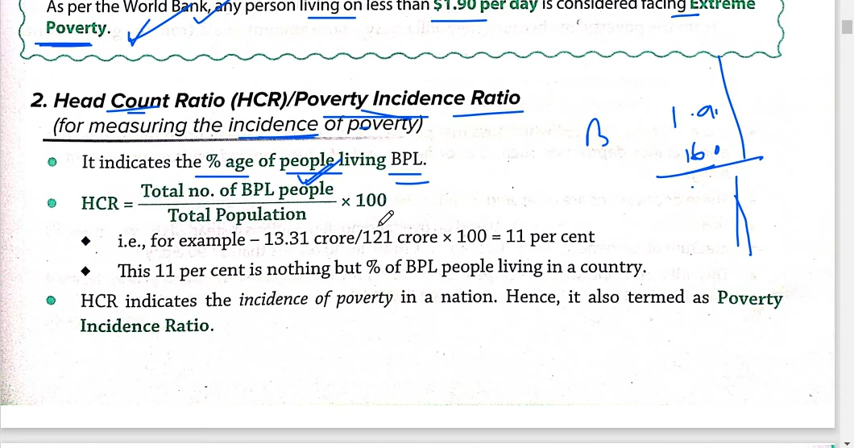 As per the World Bank, any person living on less than $1.90 per day is considered facing Extreme
Poverty.
2. Head Count Ratio (HCR)/Poverty Incidence Ratio
(for measuring the incidence of poverty)
It indicates the % age of people living BPL.
HCR = Total no. of BPL people
Total Population
× 100
i.e., for example – 13.31 crore/121 crore × 100 = 11 per cent
This 11 per cent is nothing but % of BPL people living in a country.
HCR indicates the incidence of poverty in a nation. Hence, it also termed as Poverty
Incidence Ratio.